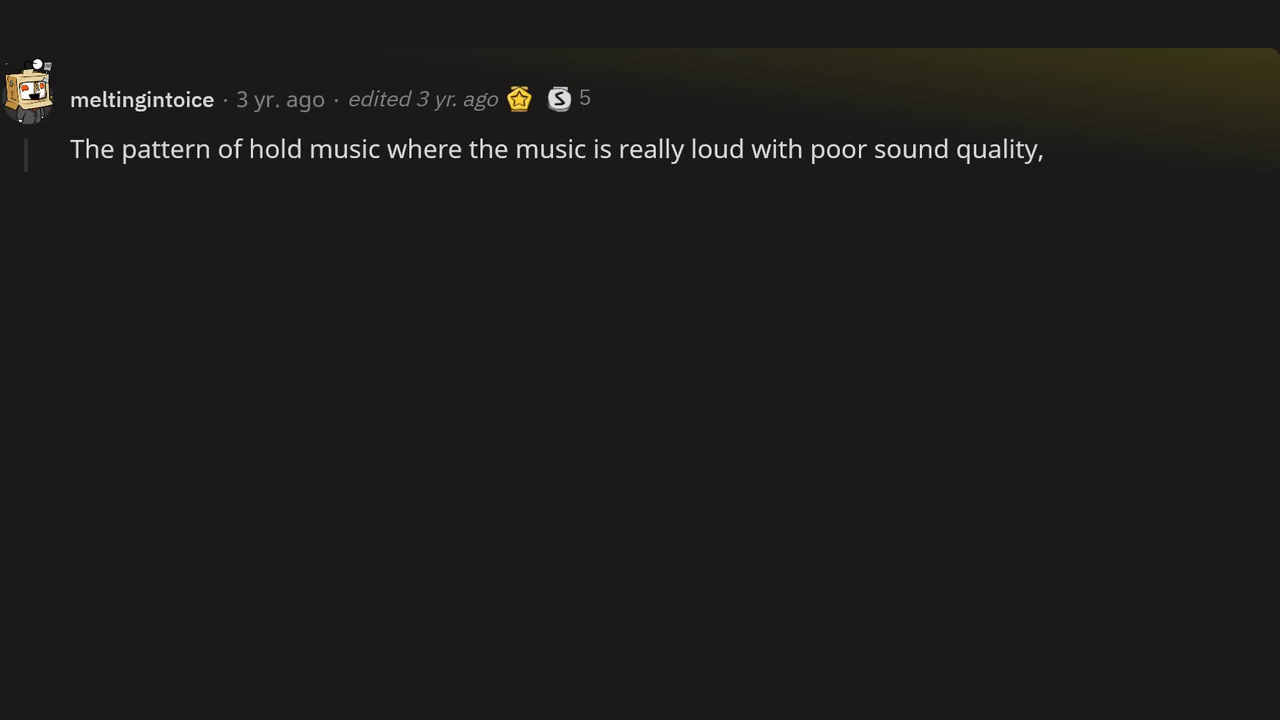 meltingintoice · 3 yr. ago · edited 3 yr. ago S 5
The pattern of hold music where the music is really loud with poor sound quality,